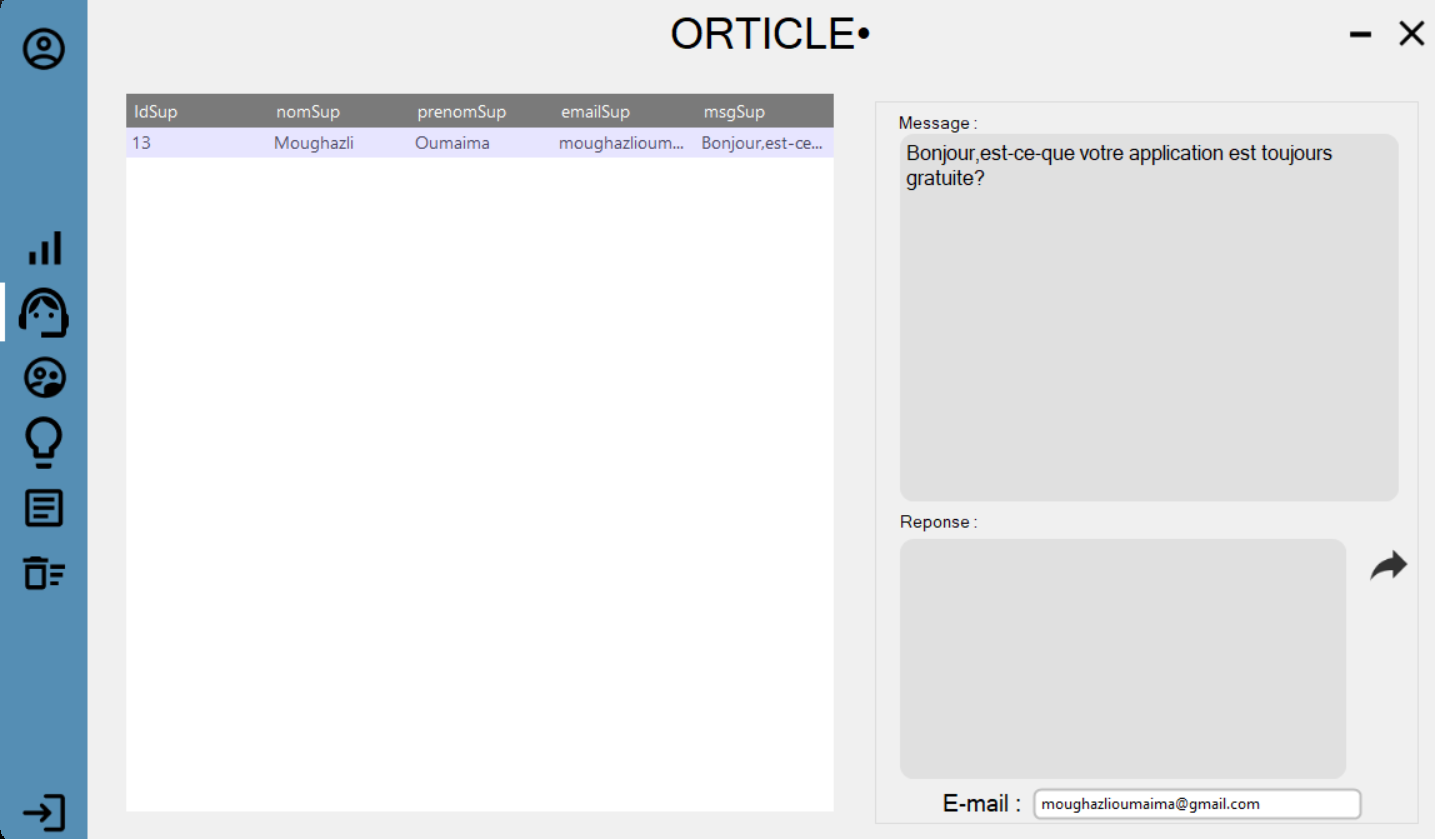 ORTICLE•
IdSup nomSup prenomSup emailSup msgSup
13 Moughazli Oumaima moughazlioum... Bonjour,est-ce...
Message :
Bonjour,est-ce-que votre application est toujours
gratuite?
Reponse :
E-mail : moughazlioumaima@gmail.com